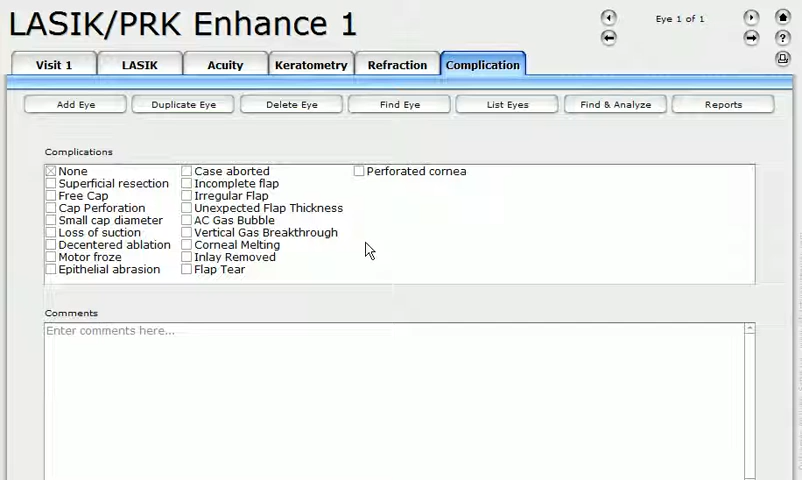 LASIK/PRK Enhance 1
Eye 1 of 1
?
Visit 1 LASIK Acuity Keratometry Refraction Complication
Add Eye Duplicate Eye Delete Eye Find Eye List Eyes Find & Analyze Reports
Complications
None Case aborted Perforated cornea
Superficial resection Incomplete flap
Free Cap Irregular Flap
Cap Perforation Unexpected Flap Thickness
Small cap diameter AC Gas Bubble
Loss of suction Vertical Gas Breakthrough
Decentered ablation Corneal Melting
Motor froze Inlay Removed
Epithelial abrasion Flap Tear
Comments
Enter comments here...